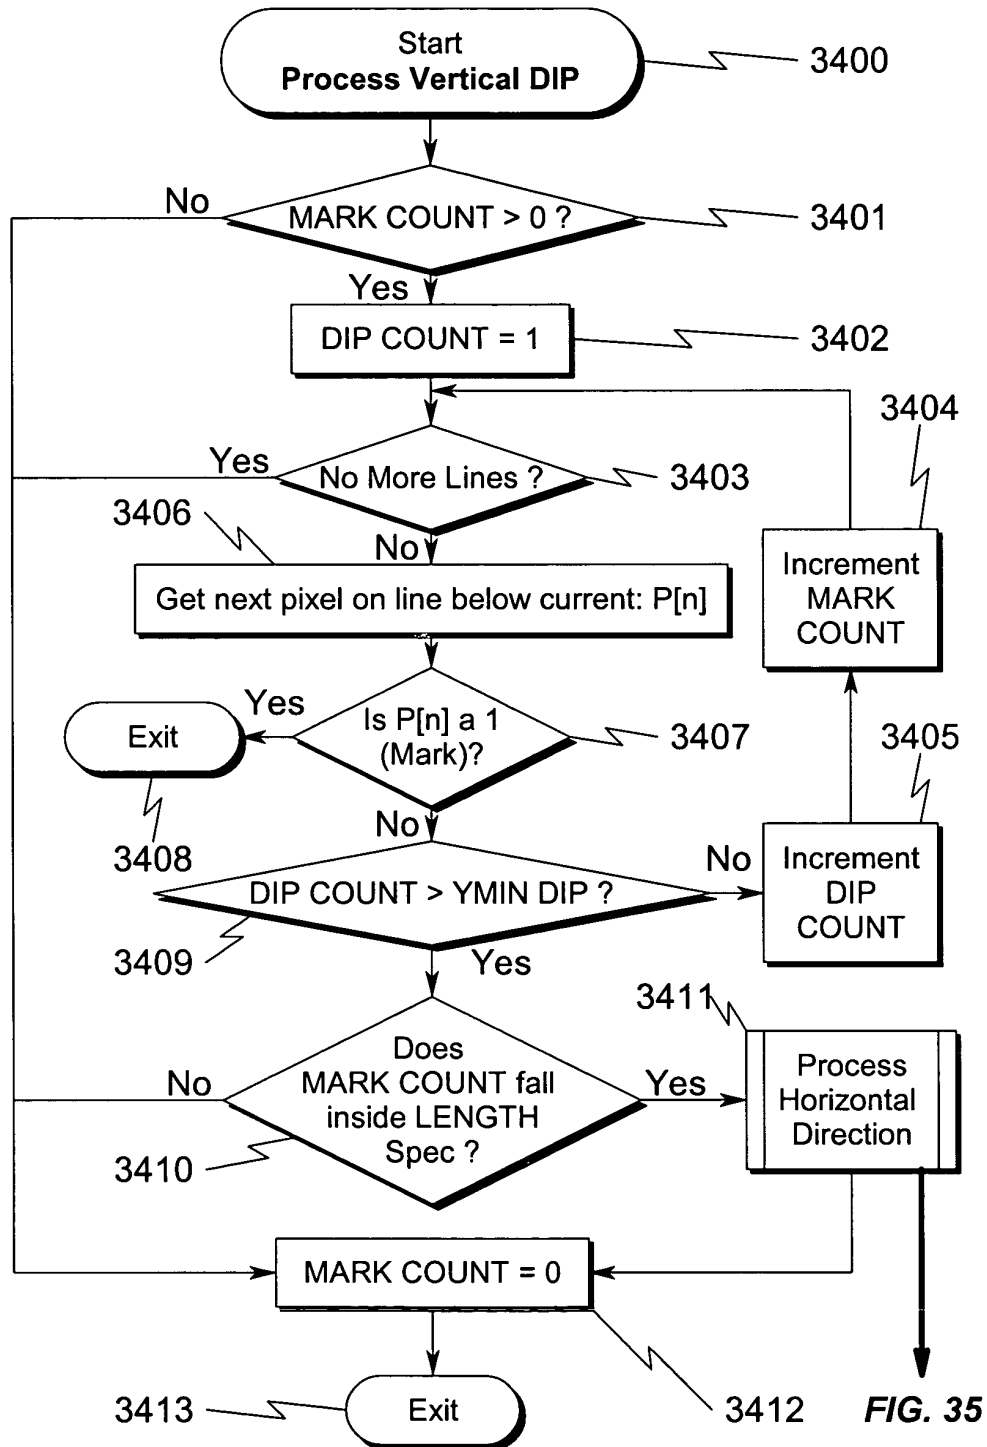 Start
Process Vertical DIP
3400
No
MARK COUNT > 0 ?
3401
Yes
DIP COUNT = 1
3402
3404
Yes
No More Lines ?
3403
3406
No
Increment
MARK
COUNT
Get next pixel on line below current: P[n]
Yes
Is P[n] a 1
(Mark)?
3407
3405
Exit
No
3408
DIP COUNT > YMIN DIP ?
No
Increment
DIP
COUNT
3409
Yes
3411
Does
MARK COUNT fall
inside LENGTH
Spec ?
No
Yes
Process
Horizontal
Direction
3410
MARK COUNT = 0
3413
Exit
3412
FIG. 35